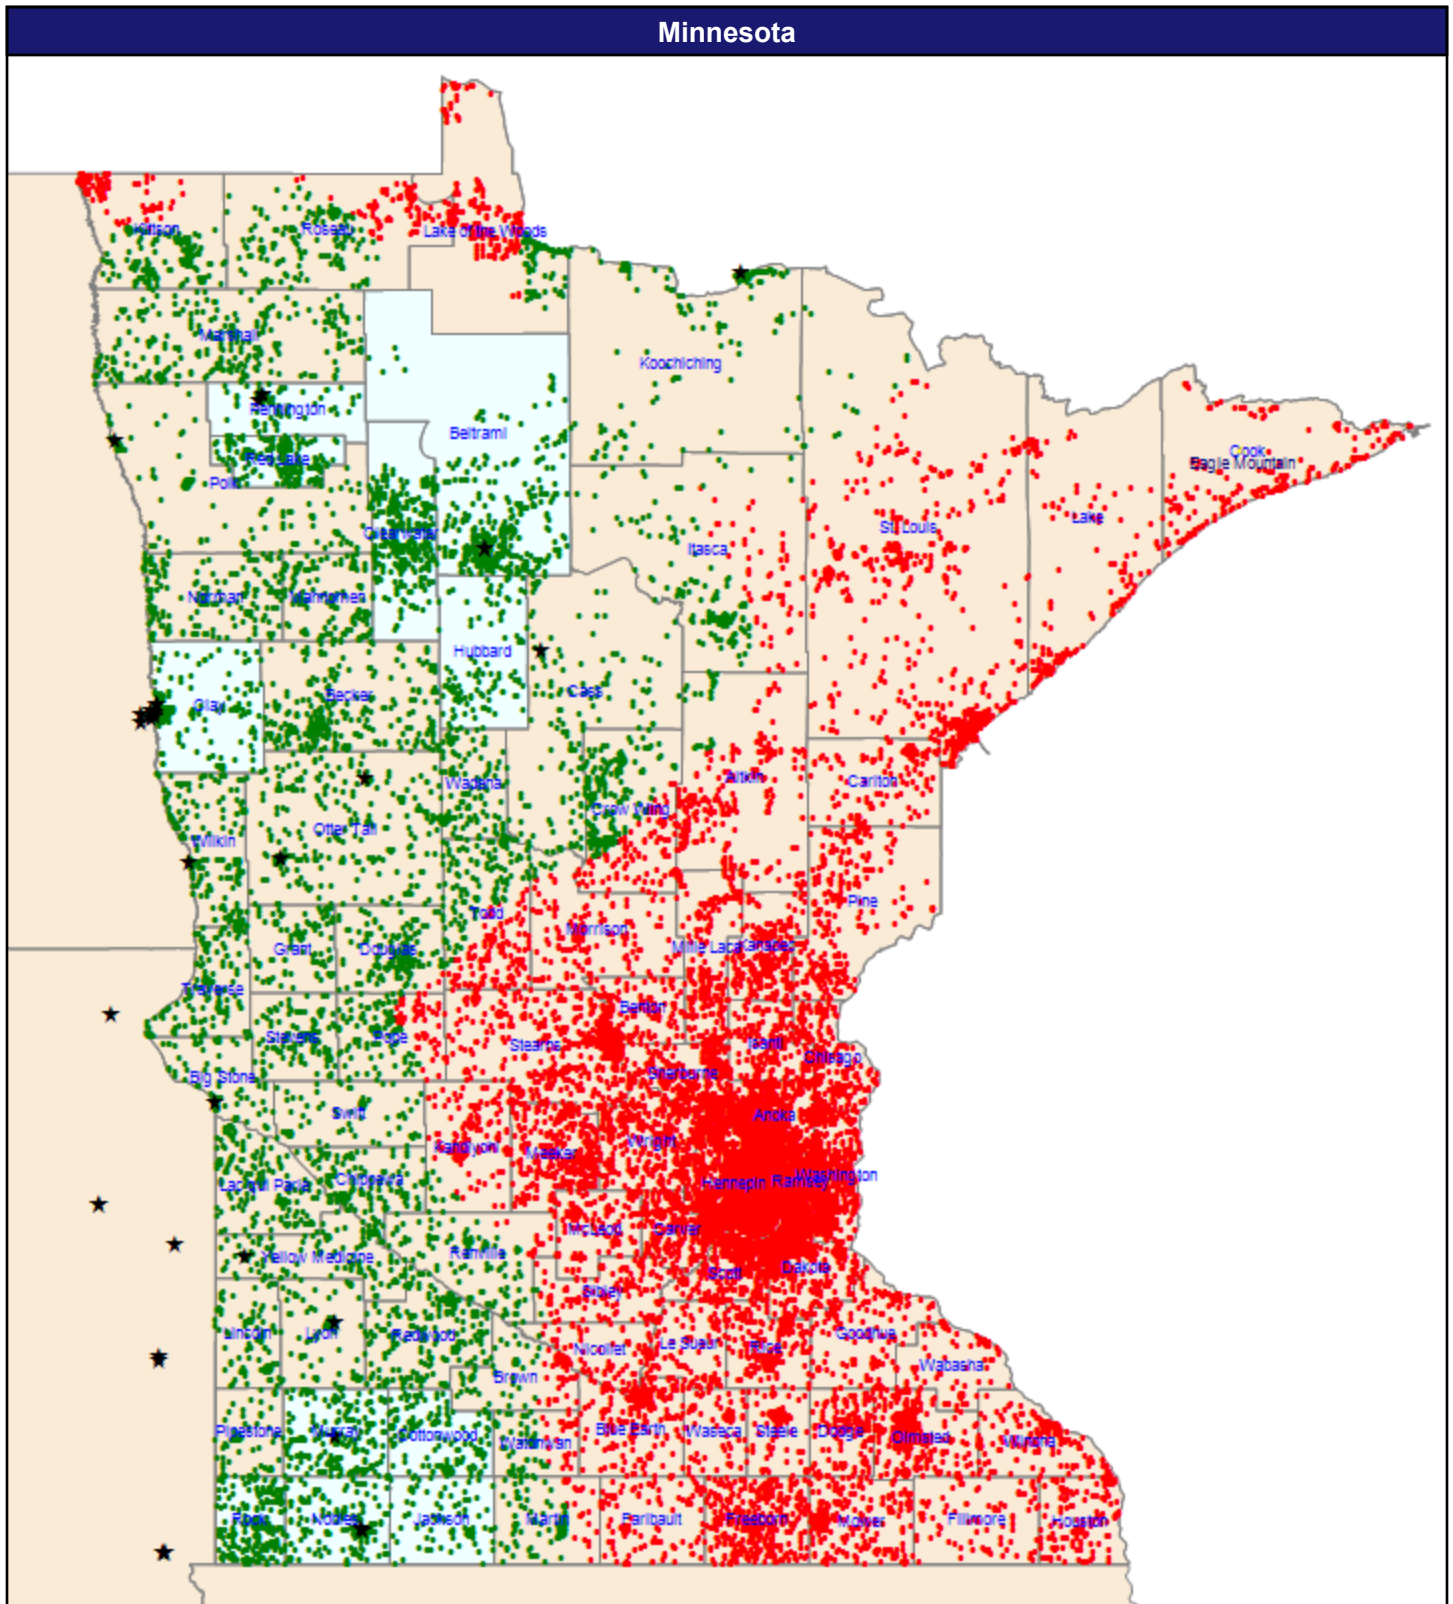 Minnesota
Kittson
Roseau
Lake of the Woods
Marshall
Koochiching
Pennington
Beltrami
Red Lake
Polk
Cook
Eagle Mountain
Clearwater
St. Louis
Lake
Itasca
Norman
Mahnomen
Hubbard
Clay
Becker
Cass
Wadena
Aitkin
Carlton
Crow Wing
Otter Tail
Wilkin
Pine
Todd
Morrison
Grant
Douglas
Mille Lacs
Kanabec
Traverse
Benton
Stevens
Pope
Stearns
Isanti
Chisago
Big Stone
Sherburne
Swift
Anoka
Kandiyohi
Meeker
Wright
Lac qui Parle
Chippewa
Hennepin
Ramsey
Washington
McLeod
Carver
Yellow Medicine
Renville
Scott
Dakota
Sibley
Lincoln
Lyon
Redwood
Nicollet
Le Sueur
Rice
Goodhue
Wabasha
Brown
Pipestone
Murray
Cottonwood
Watonwan
Blue Earth
Waseca
Steele
Dodge
Olmsted
Winona
Rock
Nobles
Jackson
Martin
Faribault
Freeborn
Mower
Fillmore
Houston